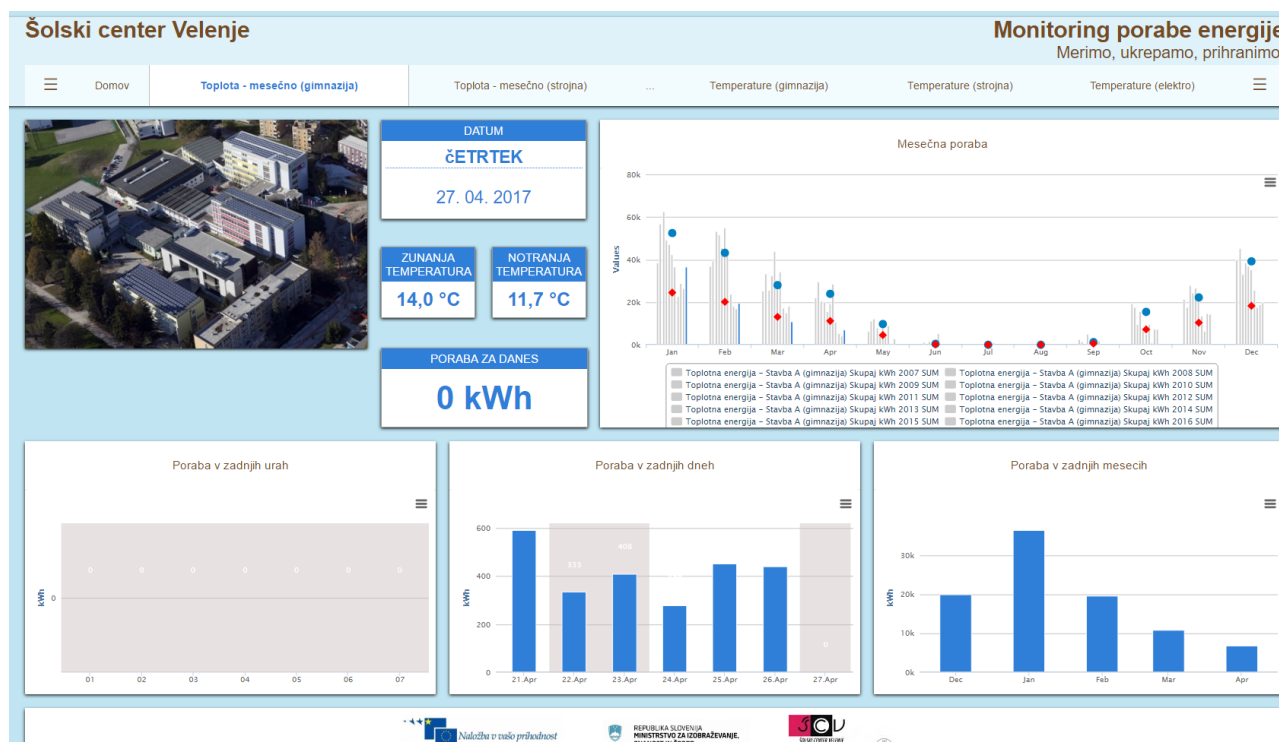 Šolski center Velenje
Monitoring porabe energije
Merimo, ukrepamo, prihranimo
Domov
Toplota - mesečno (gimnazija)
Toplota - mesečno (strojna)
...
Temperature (gimnazija)
Temperature (strojna)
Temperature (elektro)
DATUM
čETRTEK
27. 04. 2017
ZUNANJA
TEMPERATURA
14,0 °C
NOTRANJA
TEMPERATURA
11,7 °C
PORABA ZA DANES
0 kWh
Mesečna poraba
Values
80k
60k
40k
20k
0k
Jan Feb Mar Apr May Jun Jul Aug Sep Oct Nov Dec
Toplotna energija - Stavba A (gimnazija) Skupaj kWh 2007 SUM Toplotna energija - Stavba A (gimnazija) Skupaj kWh 2008 SUM
Toplotna energija - Stavba A (gimnazija) Skupaj kWh 2009 SUM Toplotna energija - Stavba A (gimnazija) Skupaj kWh 2010 SUM
Toplotna energija - Stavba A (gimnazija) Skupaj kWh 2011 SUM Toplotna energija - Stavba A (gimnazija) Skupaj kWh 2012 SUM
Toplotna energija - Stavba A (gimnazija) Skupaj kWh 2013 SUM Toplotna energija - Stavba A (gimnazija) Skupaj kWh 2014 SUM
Toplotna energija - Stavba A (gimnazija) Skupaj kWh 2015 SUM Toplotna energija - Stavba A (gimnazija) Skupaj kWh 2016 SUM
Poraba v zadnjih urah
kWh
0
0 0 0 0 0 0 0
01 02 03 04 05 06 07
Poraba v zadnjih dneh
kWh
600
400
200
0
333
408
0
21.Apr 22.Apr 23.Apr 24.Apr 25.Apr 26.Apr 27.Apr
Poraba v zadnjih mesecih
kWh
30k
20k
10k
0k
Dec Jan Feb Mar Apr
Naložba v vašo prihodnost
REPUBLIKA SLOVENIJA
MINISTRSTVO ZA IZOBRAŽEVANJE,